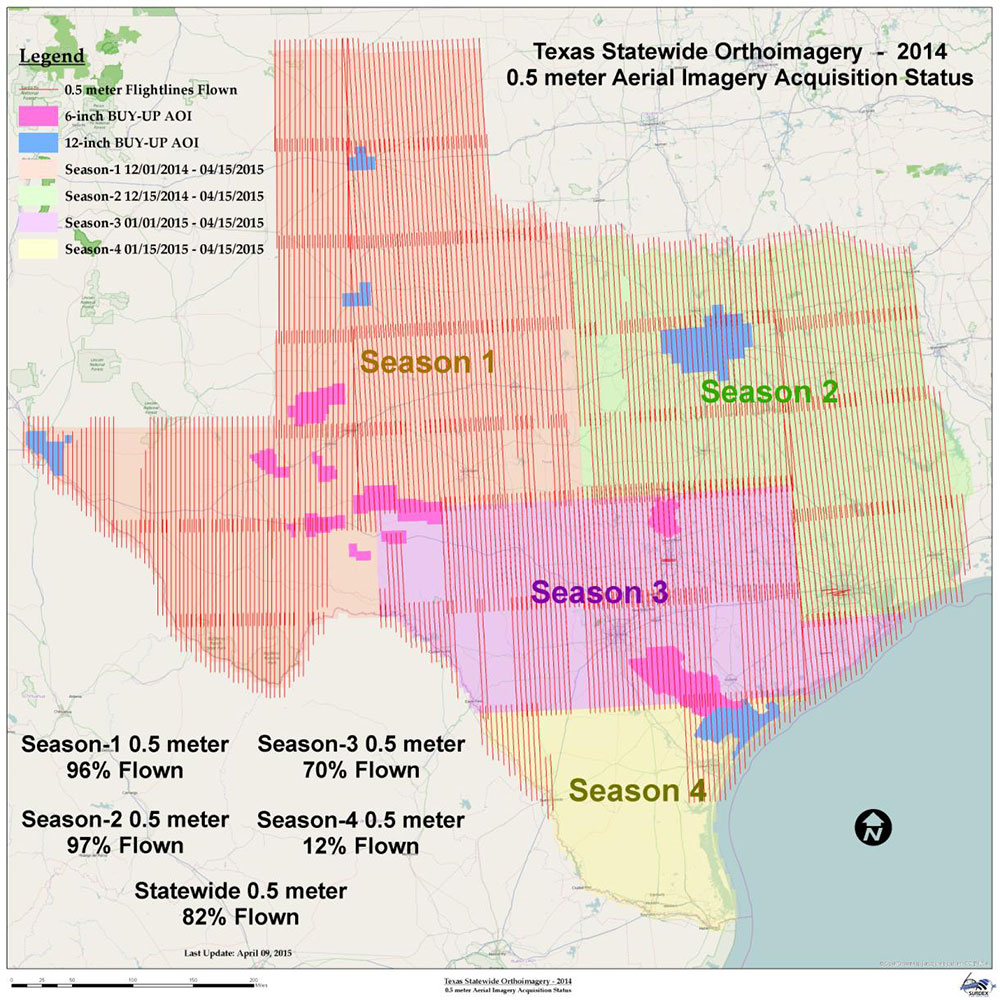 Texas Statewide Orthoimagery - 2014
0.5 meter Aerial Imagery Acquisition Status
Legend
0.5 meter Flightlines Flown
6-inch BUY-UP AOI
12-inch BUY-UP AOI
Season-1 12/01/2014 - 04/15/2015
Season-2 12/15/2014 - 04/15/2015
Season-3 01/01/2015 - 04/15/2015
Season-4 01/15/2015 - 04/15/2015
Season 1
Season 2
Season 3
Season 4
Season-1 0.5 meter
96% Flown
Season-3 0.5 meter
70% Flown
Season-2 0.5 meter
97% Flown
Season-4 0.5 meter
12% Flown
Statewide 0.5 meter
82% Flown
N
Last Update: April 09, 2015
0 25 50 100 150 200
Miles
Texas Statewide Orthoimagery - 2014
0.5 meter Aerial Imagery Acquisition Status
SURDEX